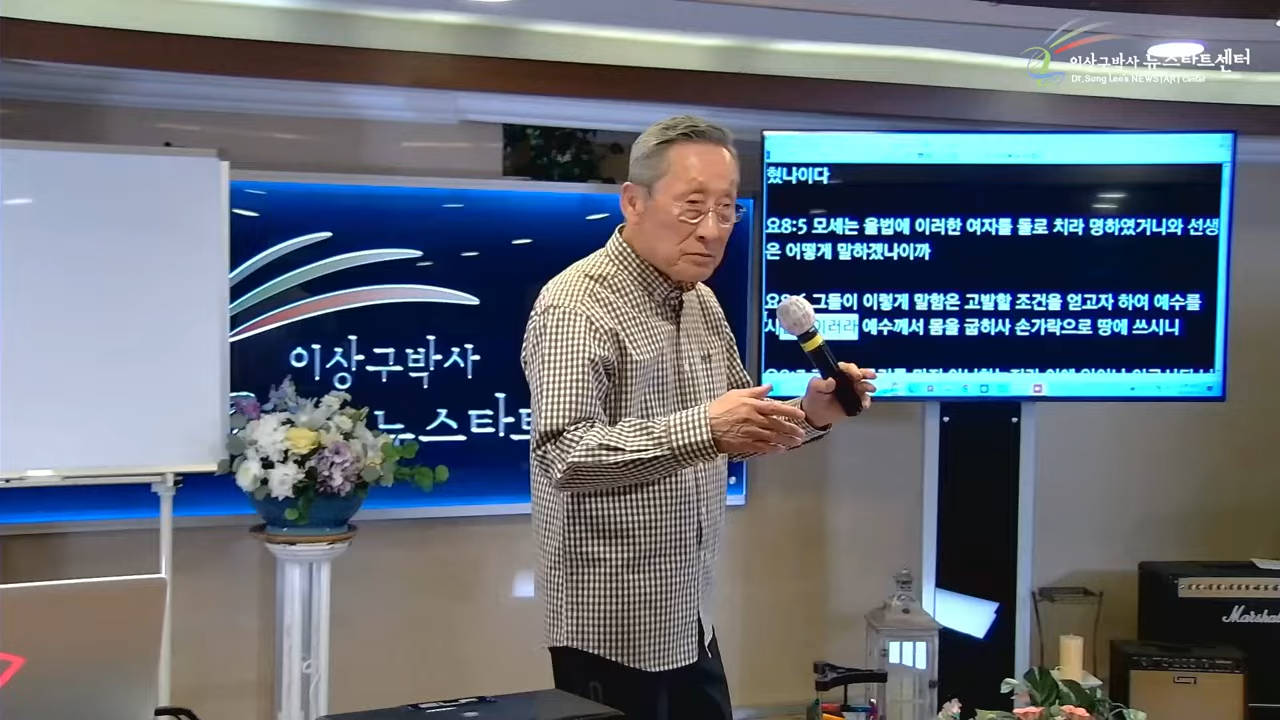 이상구박사 뉴스타트센터
Dr.Sang Lee's NEWSTART Center
혔나이다
요8:5 모세는 율법에 이러한 여자를 돌로 치라 명하였거니와 선생
은 어떻게 말하겠나이까
그들이 이렇게 말함은 고발할 조건을 얻고자 하여 예수를
이러라 예수께서 몸을 굽히사 손가락으로 땅에 쓰시니
이상구박사
뉴스타트
Marshall